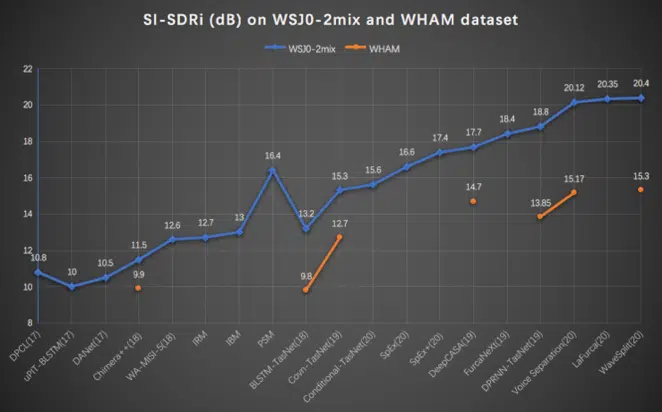 SI-SDRi (dB) on WSJ0-2mix and WHAM dataset
WSJ0-2mix WHAM
22
20
18
16
14
12
10
8
10.8
10
10.5
11.5
12.6
12.7
13
16.4
13.2
15.3
15.6
16.6
17.4
17.7
18.4
18.8
20.12
20.35
20.4
9.9
9.8
12.7
14.7
13.85
15.17
15.3
DPCL(17)
uPIT-BLSTM(17)
DANet(17)
Chimera++(18)
WA-MISI-5(18)
IRM
IBM
PSM
BLSTM-TasNet(18)
Covn-TasNet(19)
Conditional-TasNet(20)
SpEx(20)
SpEx+(20)
DeepCASA(19)
FurcaNeXt(19)
DPRNN-TasNet(19)
Voice Separation(20)
LaFurca(20)
WaveSplit(20)